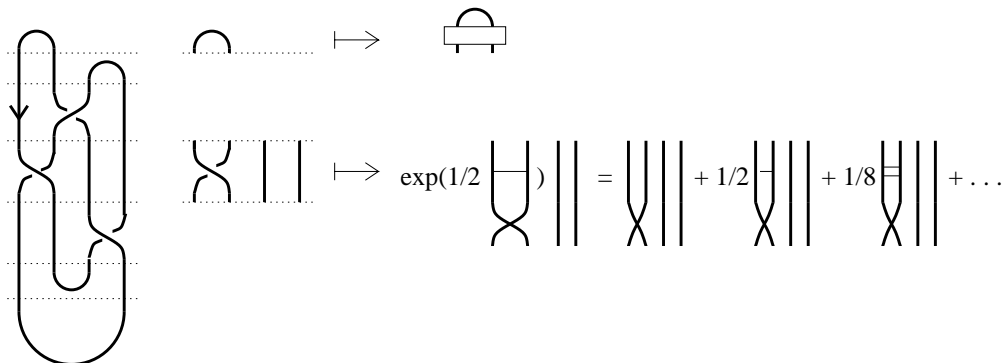 exp(1/2 ) = + 1/2 + 1/8 + . . .